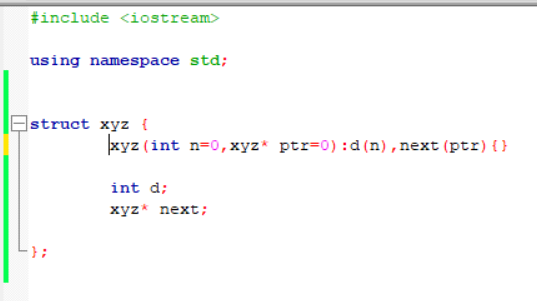 #include <iostream>
using namespace std;
struct xyz {
xyz(int n=0,xyz* ptr=0):d(n),next(ptr){}
int d;
xyz* next;
};